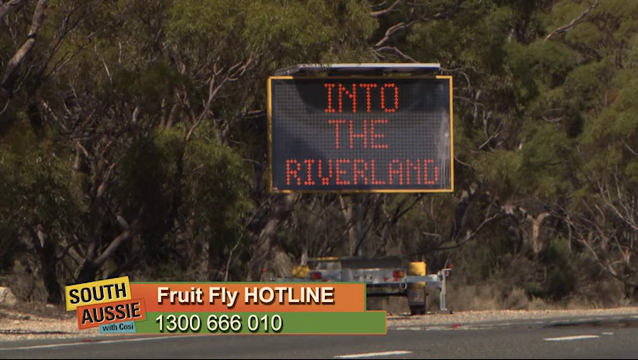 INTO
THE
RIVERLAND
SOUTH
AUSSIE
with Cosi
Fruit Fly HOTLINE
1300 666 010